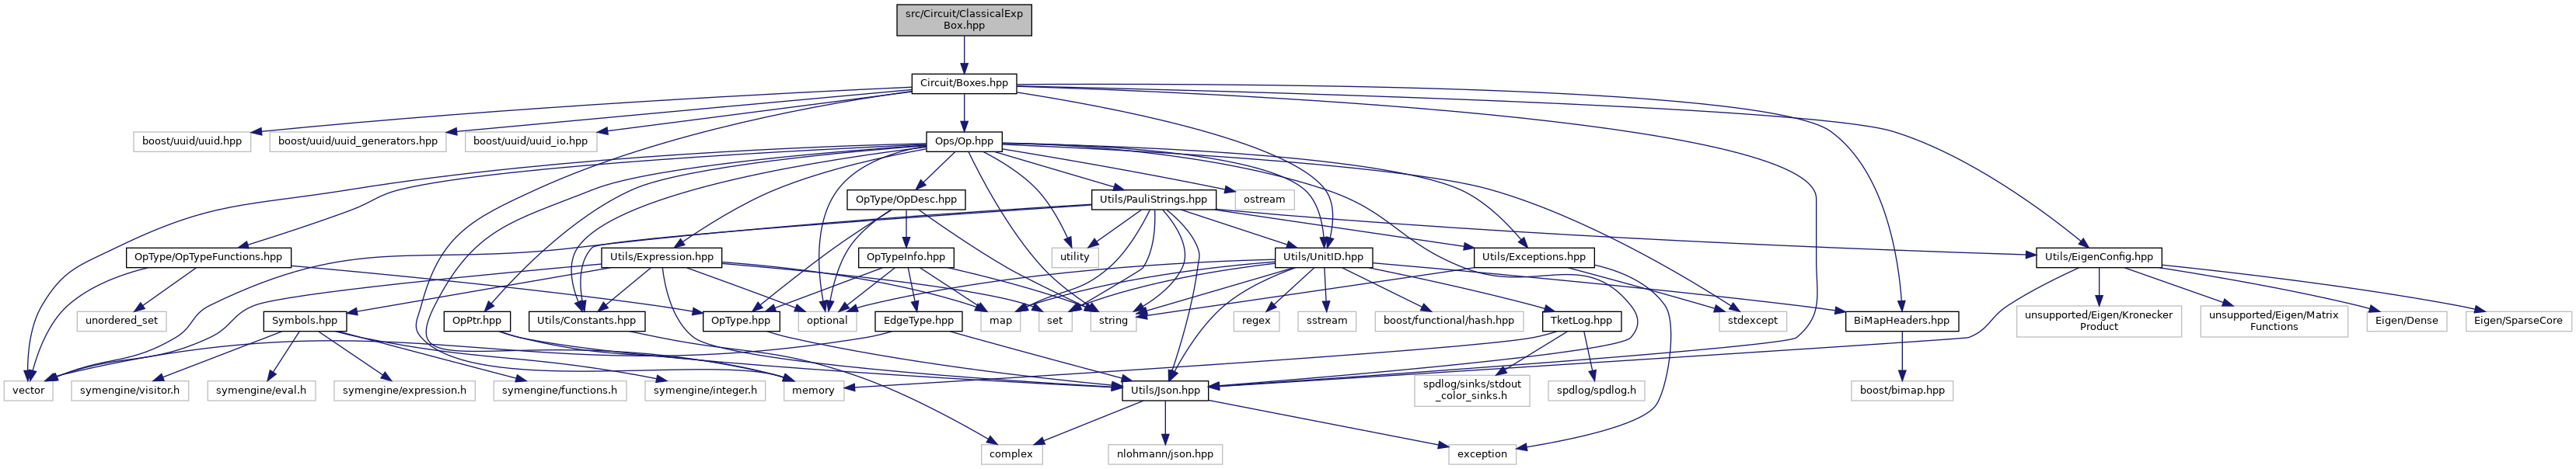 src/Circuit/ClassicalExp
Box.hpp
Circuit/Boxes.hpp
boost/uuid/uuid.hpp
boost/uuid/uuid_generators.hpp
boost/uuid/uuid_io.hpp
Ops/Op.hpp
OpType/OpDesc.hpp
Utils/PauliStrings.hpp
ostream
OpType/OpTypeFunctions.hpp
Utils/Expression.hpp
OpTypeInfo.hpp
utility
Utils/UnitID.hpp
Utils/Exceptions.hpp
Utils/EigenConfig.hpp
unordered_set
Symbols.hpp
OpPtr.hpp
Utils/Constants.hpp
OpType.hpp
optional
EdgeType.hpp
map
set
string
regex
sstream
boost/functional/hash.hpp
TketLog.hpp
stdexcept
BiMapHeaders.hpp
unsupported/Eigen/Kronecker
Product
unsupported/Eigen/Matrix
Functions
Eigen/Dense
Eigen/SparseCore
vector
symengine/visitor.h
symengine/eval.h
symengine/expression.h
symengine/functions.h
symengine/integer.h
memory
Utils/Json.hpp
spdlog/sinks/stdout
_color_sinks.h
spdlog/spdlog.h
boost/bimap.hpp
complex
nlohmann/json.hpp
exception